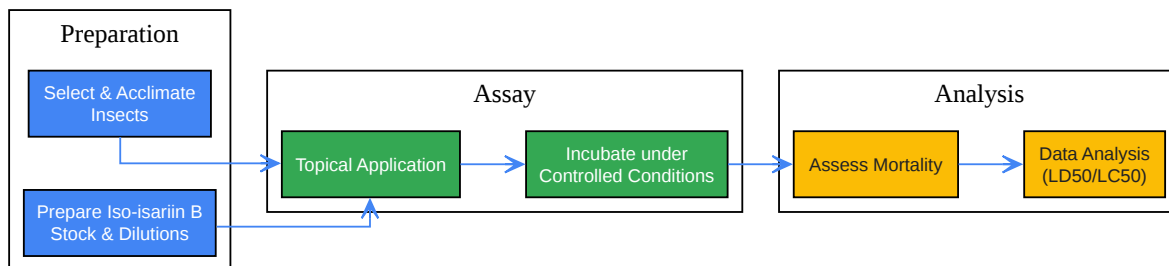 Preparation
Select & Acclimate
Insects
Prepare Iso-isariin B
Stock & Dilutions
Assay
Topical Application
Incubate under
Controlled Conditions
Analysis
Assess Mortality
Data Analysis
(LD50/LC50)